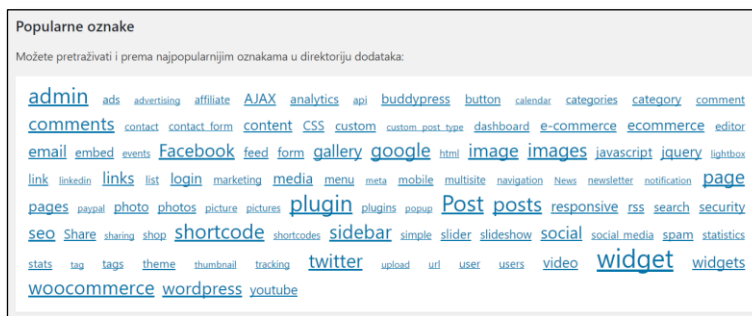 Popularne oznake
Možete pretraživati i prema najpopularnijim oznakama u direktoriju dodataka:
admin ads advertising affiliate AJAX analytics api buddypress button calendar categories category comment
comments contact contact form content CSS custom custom post type dashboard e-commerce ecommerce editor
email embed events Facebook feed form gallery google html image images javascript jquery lightbox
link linkedin links list login marketing media menu meta mobile multisite navigation News newsletter notification page
pages paypal photo photos picture pictures plugin plugins popup Post posts responsive rss search security
seo Share sharing shop shortcode shortcodes sidebar simple slider slideshow social social media spam statistics
stats tag tags theme thumbnail tracking twitter upload url user users video widget widgets
woocommerce wordpress youtube